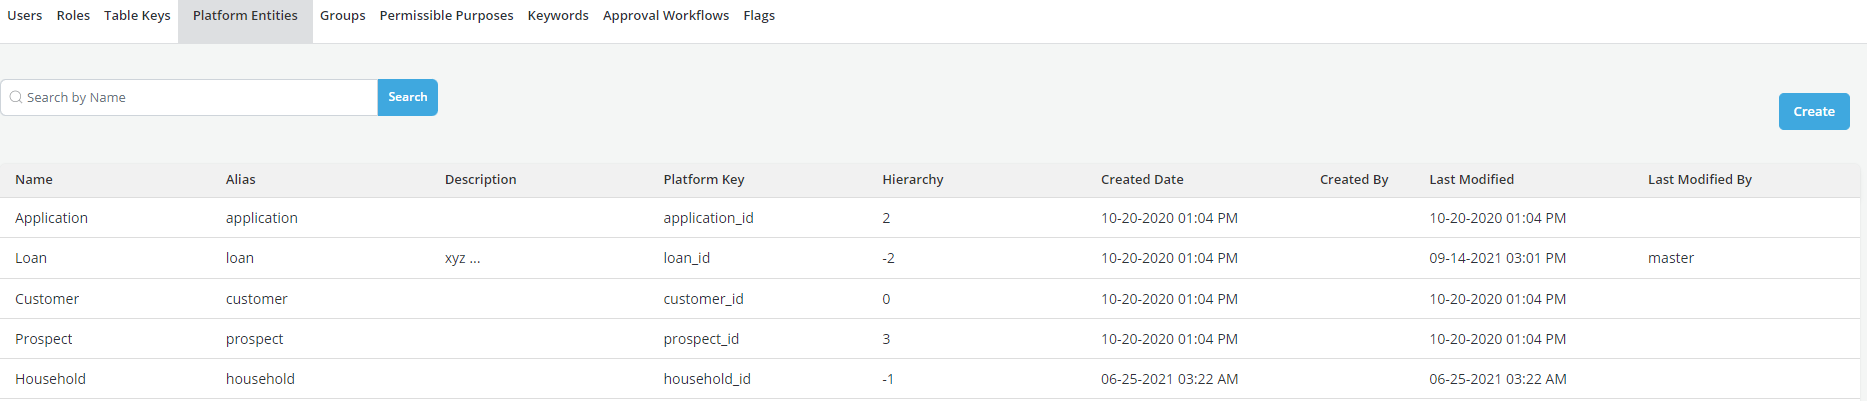 Users Roles Table Keys Platform Entities Groups Permissible Purposes Keywords Approval Workflows Flags
Search by Name Search
Create
Name Alias Description Platform Key Hierarchy Created Date Created By Last Modified Last Modified By
Application application application_id 2 10-20-2020 01:04 PM 10-20-2020 01:04 PM
Loan loan xyz ... loan_id -2 10-20-2020 01:04 PM 09-14-2021 03:01 PM master
Customer customer customer_id 0 10-20-2020 01:04 PM 10-20-2020 01:04 PM
Prospect prospect prospect_id 3 10-20-2020 01:04 PM 10-20-2020 01:04 PM
Household household household_id -1 06-25-2021 03:22 AM 06-25-2021 03:22 AM